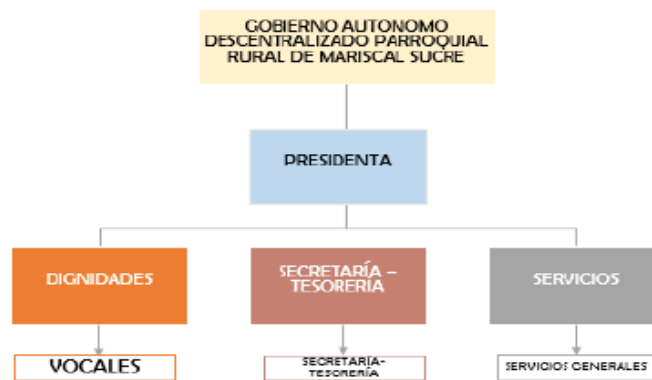 GOBIERNO AUTONOMO
DESCENTRALIZADO PARROQUIAL
RURAL DE MARISCAL SUCRE
PRESIDENTA
DIGNIDADES
SECRETARÍA –
TESORERIA
SERVICIOS
VOCALES
SECRETARÍA-
TESORERÍA
SERVICIOS GENERALES